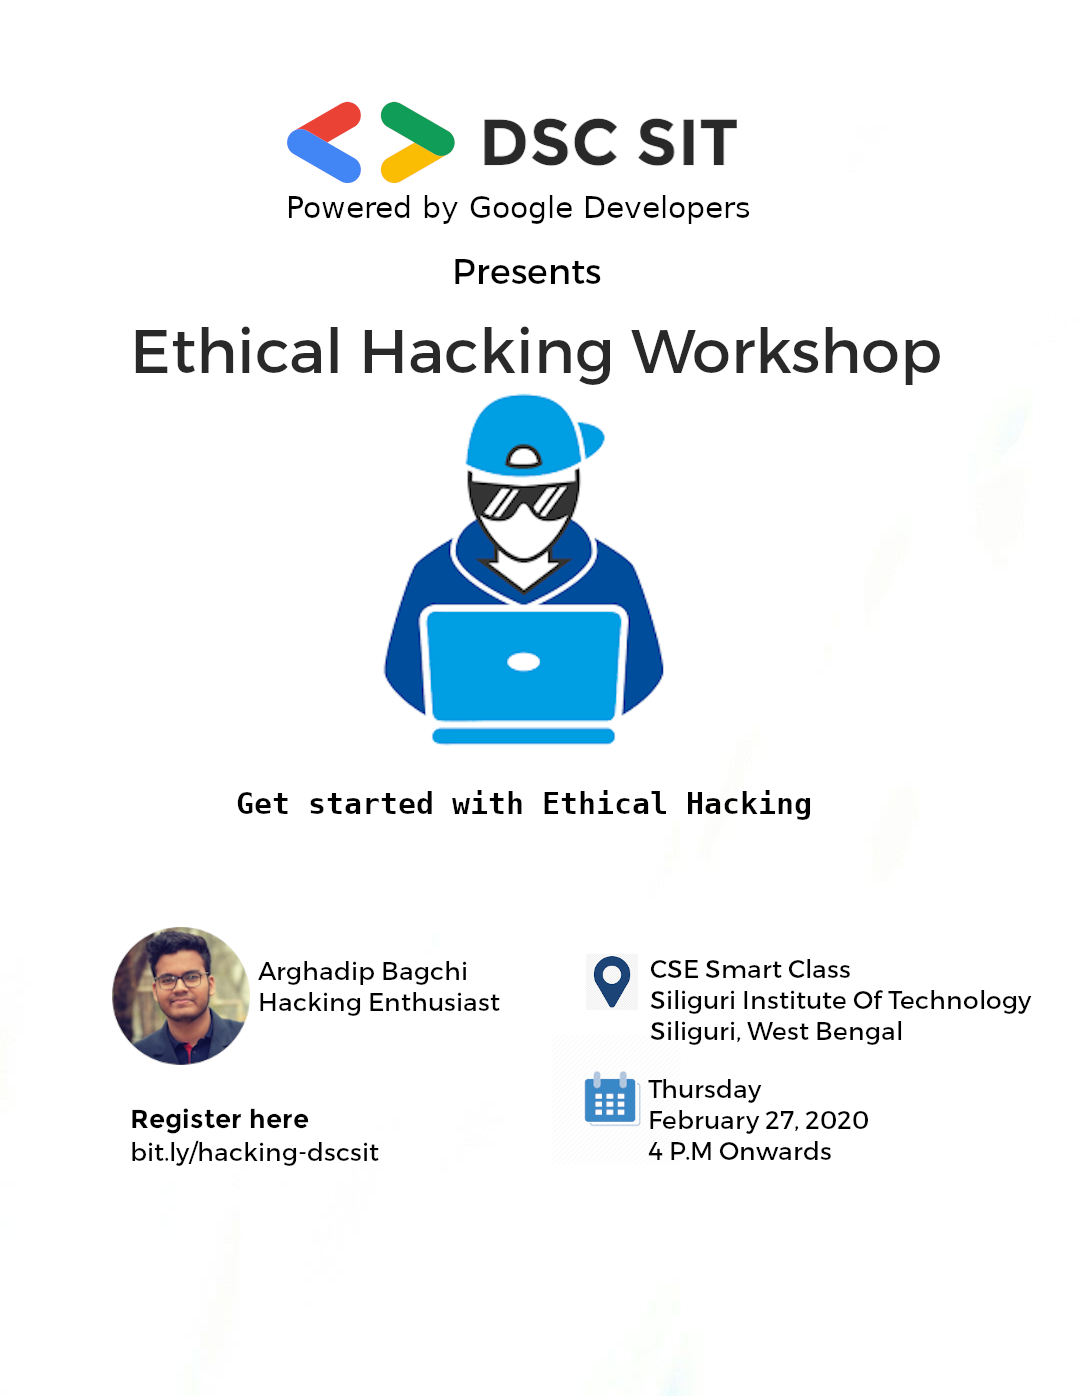 DSC SIT
Powered by Google Developers
Presents
Ethical Hacking Workshop
Get started with Ethical Hacking
Arghadip Bagchi
Hacking Enthusiast
Register here
bit.ly/hacking-dscsit
CSE Smart Class
Siliguri Institute Of Technology
Siliguri, West Bengal
Thursday
February 27, 2020
4 P.M Onwards